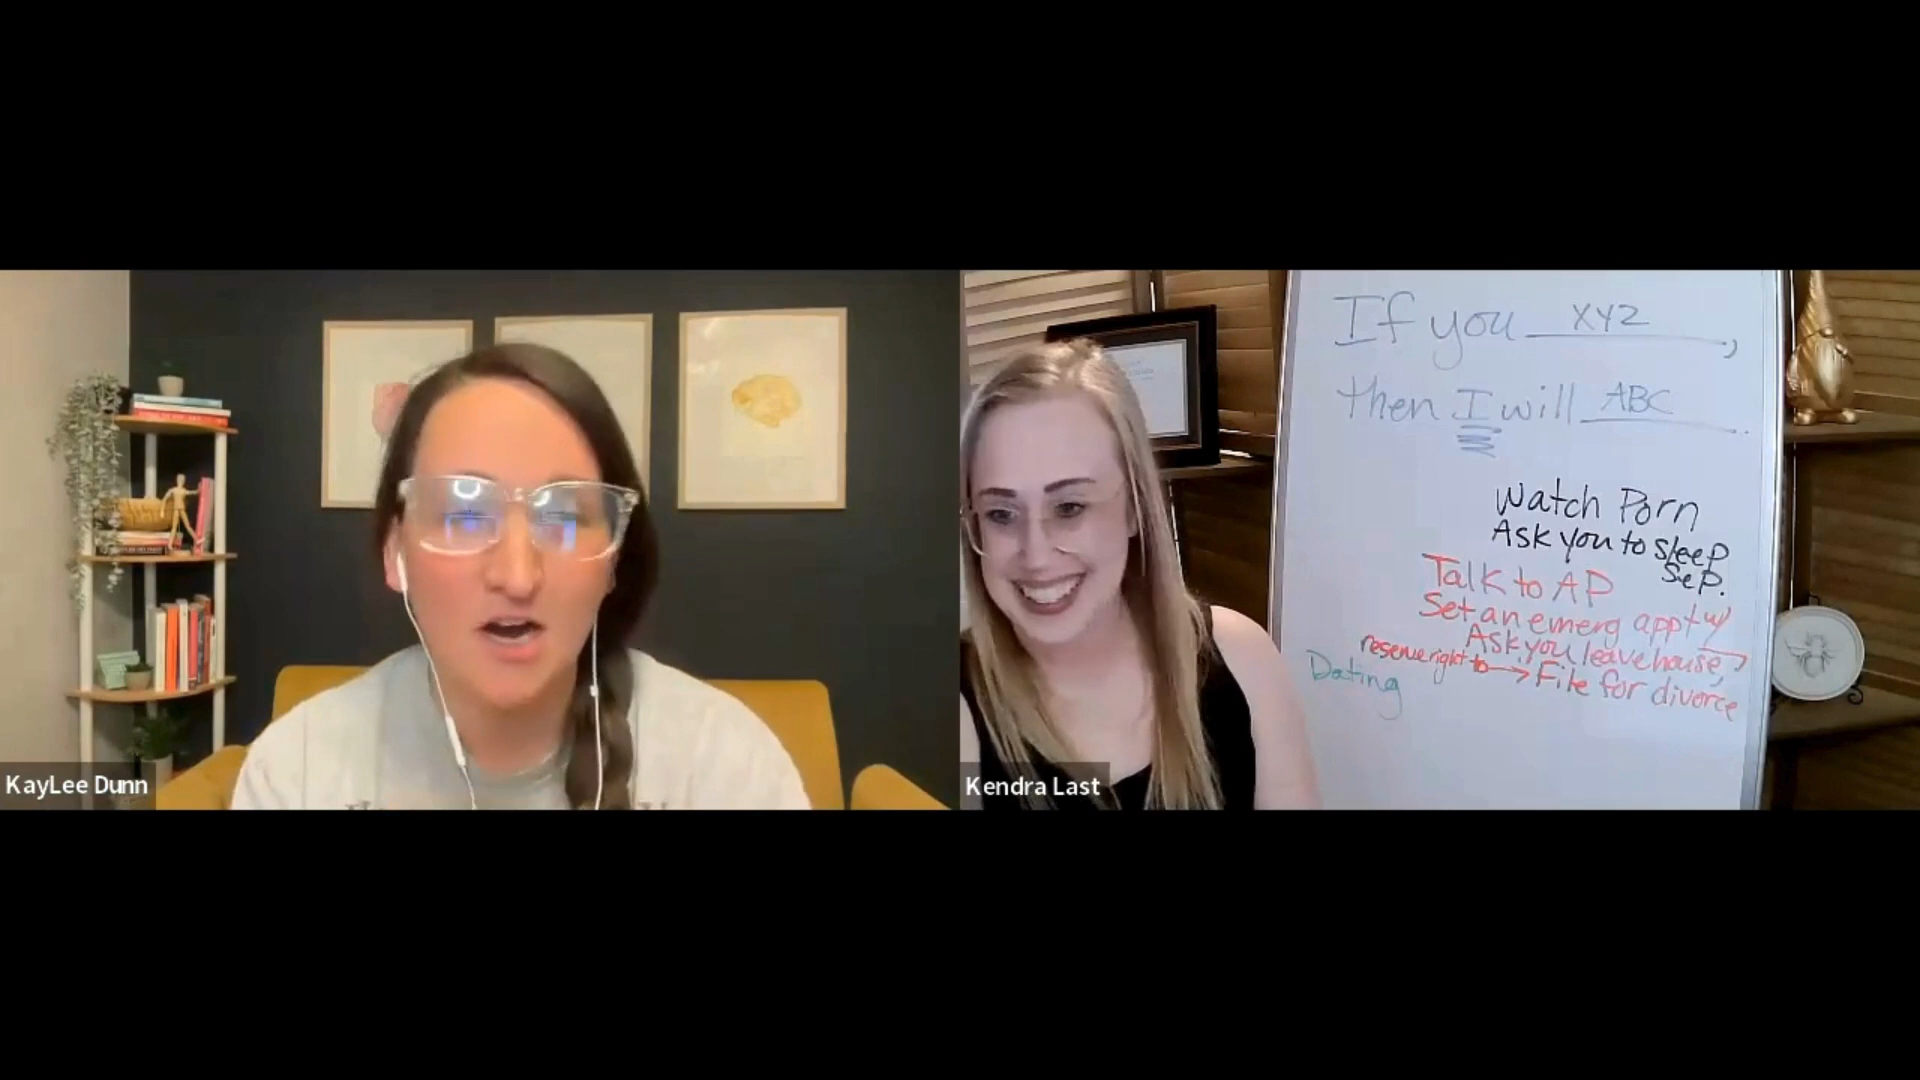 If you XYZ,
then I will ABC.
Watch Porn
Ask you to sleep
Sep.
Talk to AP
Set an emerg appt w/
Ask you leave house,
reserve right to → File for divorce
Dating
KayLee Dunn
Kendra Last